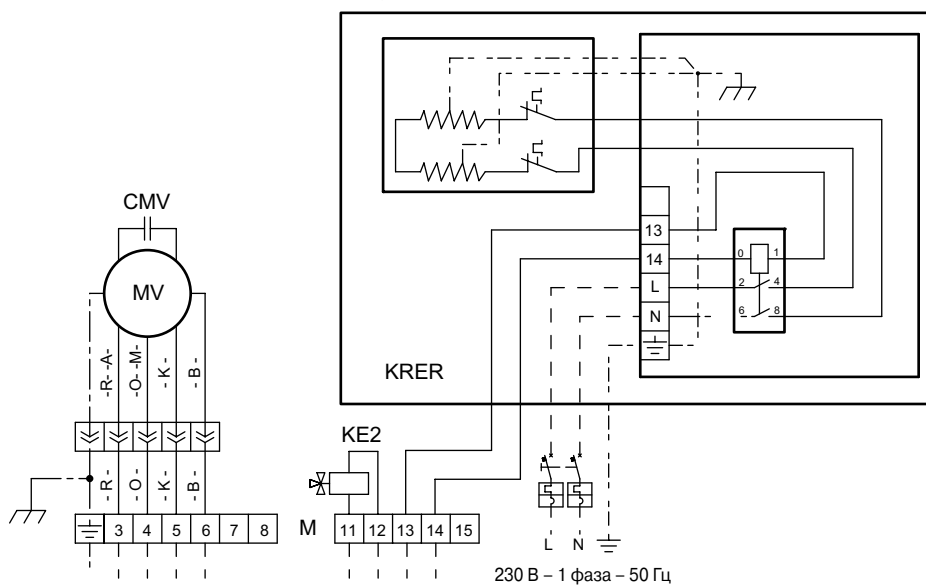 CMV
MV
-R--A-
-O--M-
-K-
-B-
-R-
-O-
-K-
-B-
3 4 5 6 7 8
KE2
M 11 12 13 14 15
KRER
13
14
L
N
0 1
2 4
6 8
L N
230 В – 1 фаза – 50 Гц